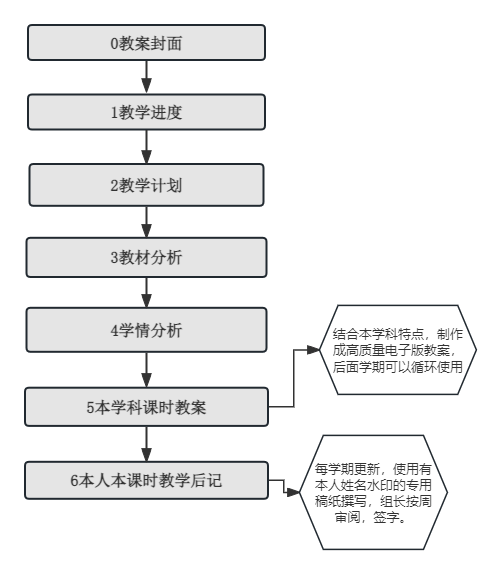 0教案封面
1教学进度
2教学计划
3教材分析
4学情分析
结合本学科特点，制作
成高质量电子版教案，
后面学期可以循环使用
5本学科课时教案
6本人本课时教学后记
每学期更新，使用有
本人姓名水印的专用
稿纸撰写，组长按周
审阅，签字。